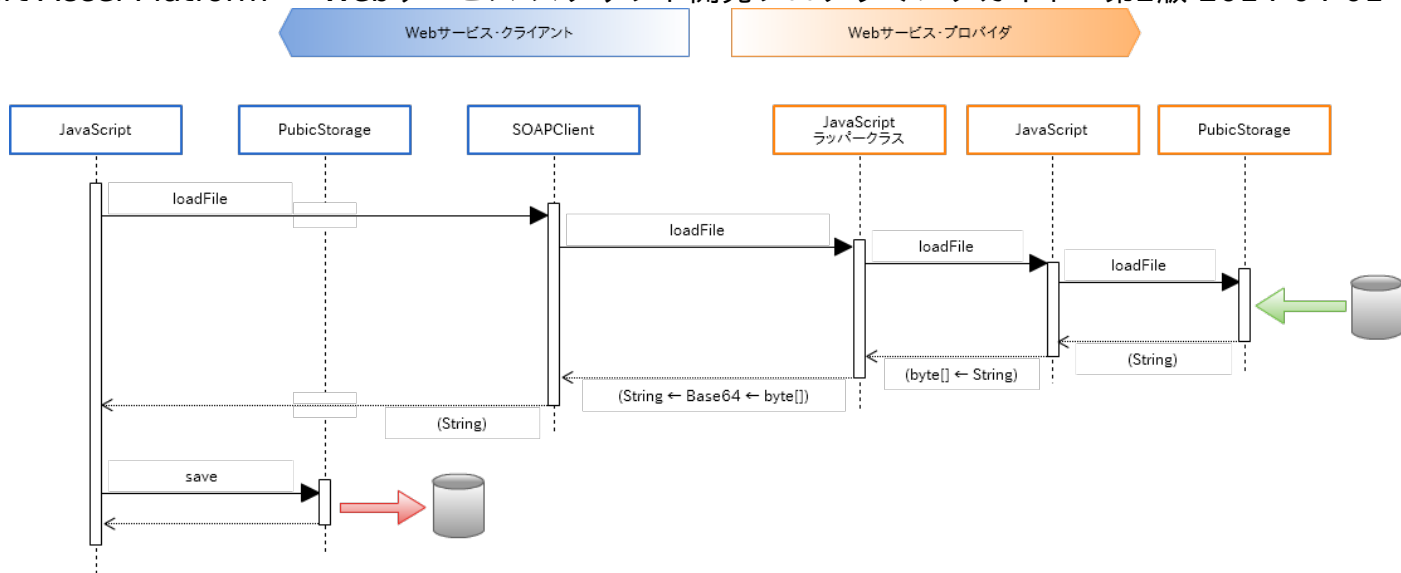 Webサービス・クライアント
Webサービス・プロバイダ
JavaScript
PubicStorage
SOAPClient
JavaScript
ラッパークラス
JavaScript
PubicStorage
loadFile
loadFile
loadFile
loadFile
(String)
(byte[] ← String)
(String ← Base64 ← byte[])
(String)
save